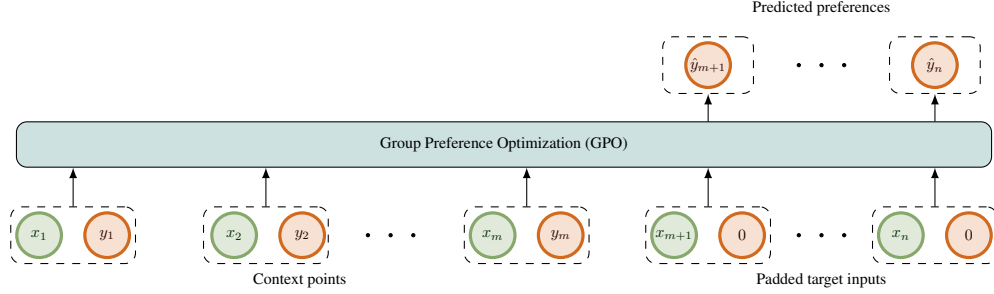 Predicted preferences
ŷₘ₊₁ · · · ŷₙ
Group Preference Optimization (GPO)
x₁ y₁ x₂ y₂ · · · xₘ yₘ xₘ₊₁ 0 · · · xₙ 0
Context points Padded target inputs